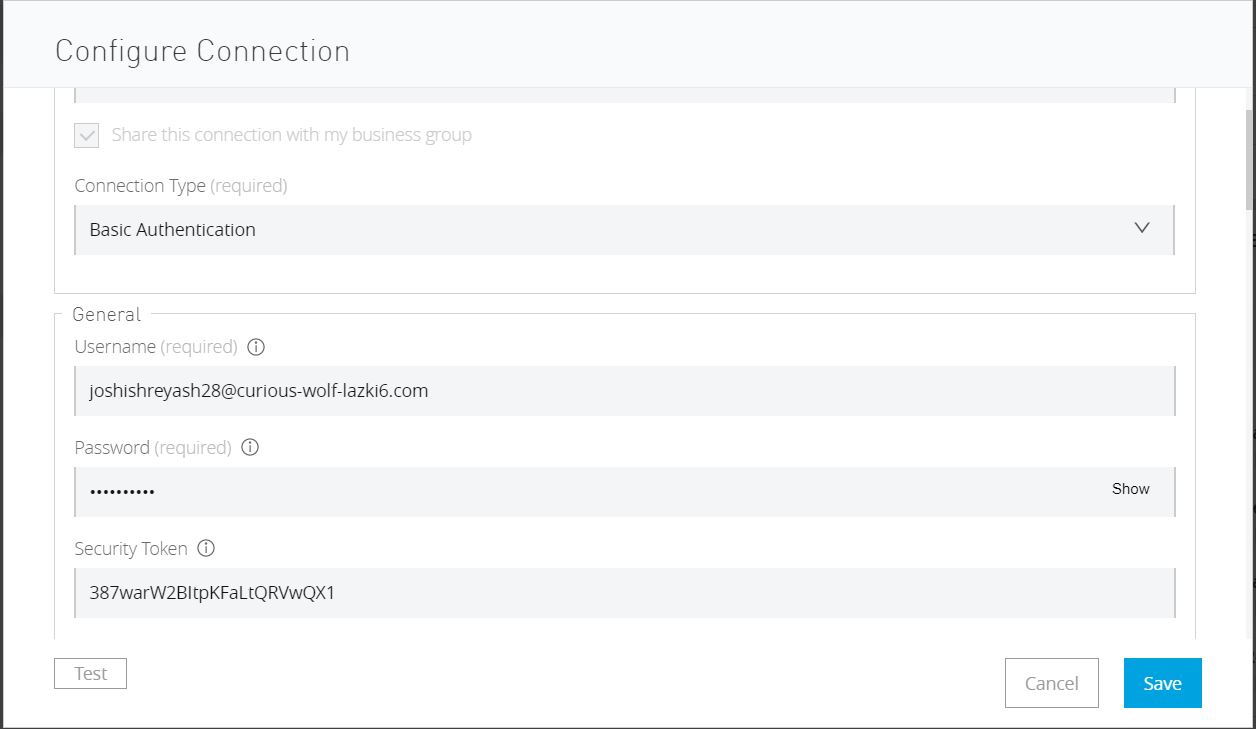 Configure Connection
Share this connection with my business group
Connection Type (required)
Basic Authentication
General
Username (required)
joshishreyash28@curious-wolf-lazki6.com
Password (required)
••••••••••
Show
Security Token
387warW2BItpKFaLtQRVwQX1
Test
Cancel
Save